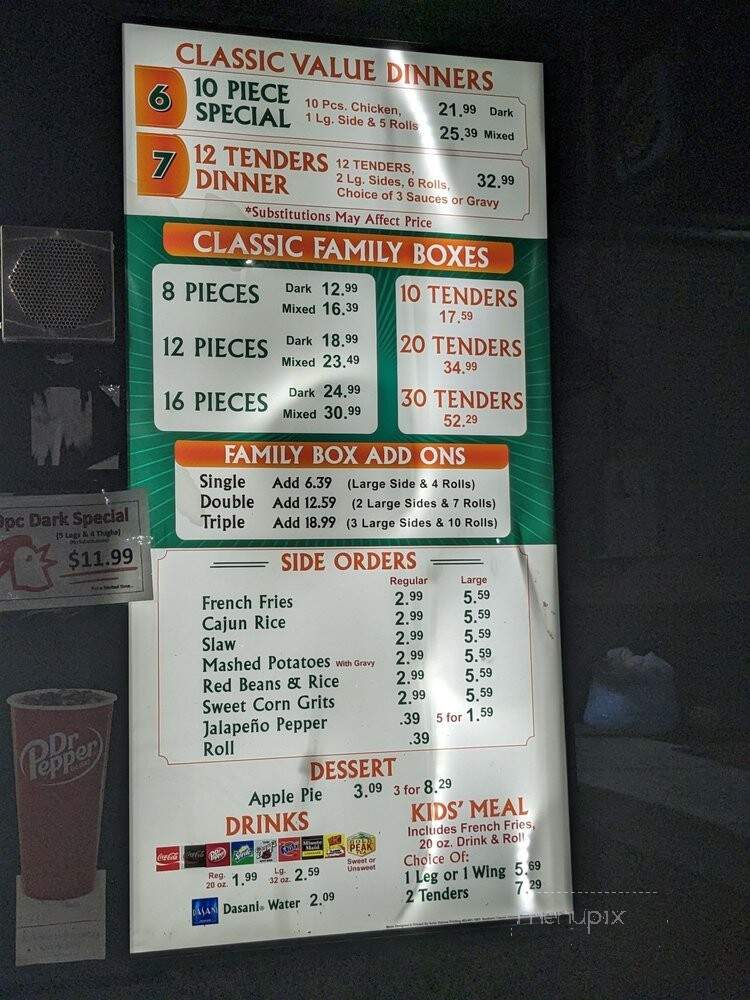 CLASSIC VALUE DINNERS
6 10 PIECE SPECIAL 10 Pcs. Chicken, 1 Lg. Side & 5 Rolls 21.99 Dark
25.39 Mixed
7 12 TENDERS DINNER 12 TENDERS, 2 Lg. Sides, 6 Rolls, Choice of 3 Sauces or Gravy 32.99
*Substitutions May Affect Price
CLASSIC FAMILY BOXES
8 PIECES Dark 12.99
Mixed 16.39
12 PIECES Dark 18.99
Mixed 23.49
16 PIECES Dark 24.99
Mixed 30.99
10 TENDERS
17.59
20 TENDERS
34.99
30 TENDERS
52.29
FAMILY BOX ADD ONS
Single Add 6.39 (Large Side & 4 Rolls)
Double Add 12.59 (2 Large Sides & 7 Rolls)
Triple Add 18.99 (3 Large Sides & 10 Rolls)
pc Dark Special
(5 Legs & 4 Thighs)
$11.99
SIDE ORDERS
Regular Large
French Fries 2.99 5.59
Cajun Rice 2.99 5.59
Slaw 2.99 5.59
Mashed Potatoes With Gravy 2.99 5.59
Red Beans & Rice 2.99 5.59
Sweet Corn Grits 2.99 5.59
Jalapeño Pepper .39 5 for 1.59
Roll .39
DESSERT
Apple Pie 3.09 3 for 8.29
DRINKS
Coca-Cola Dr Pepper Sprite Fanta Minute Maid PEAK
Sweet or Unsweet
Reg. 20 oz. 1.99 Lg. 32 oz. 2.59
DASANI Dasani® Water 2.09
KIDS' MEAL
Includes French Fries,
20 oz. Drink & Roll
Choice Of:
1 Leg or 1 Wing 5.69
2 Tenders 7.29
Dr Pepper
menupix